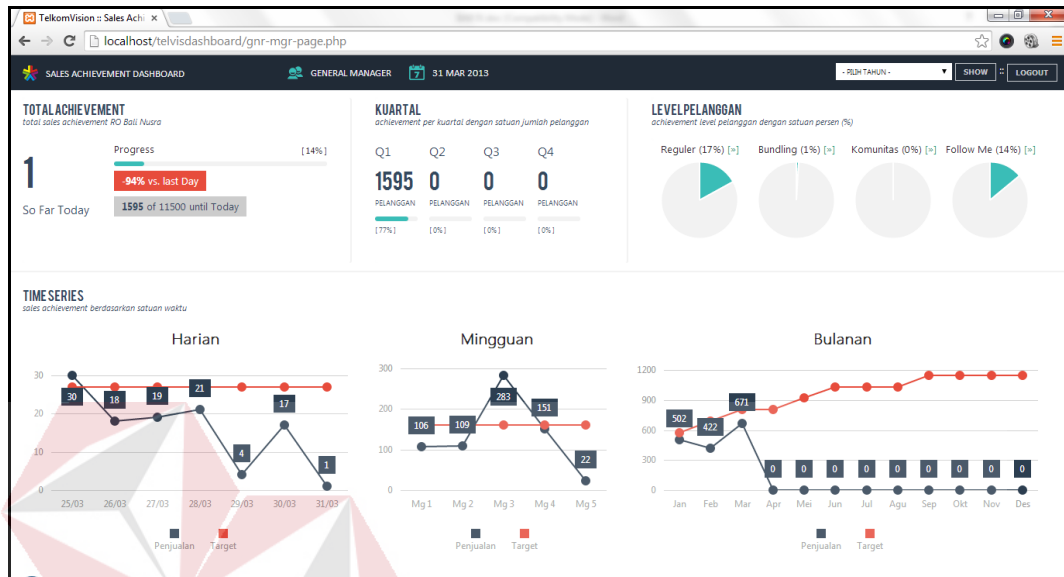 TelkomVision :: Sales Achi ×
localhost/telvisdashboard/gnr-mgr-page.php
SALES ACHIEVEMENT DASHBOARD
GENERAL MANAGER
7
31 MAR 2013
- PILIH TAHUN -
SHOW
::
LOGOUT
TOTALACHIEVEMENT
total sales achievement RO Bali Nusra
1
So Far Today
Progress [14%]
-94% vs. last Day
1595 of 11500 until Today
KUARTAL
achievement per kuartal dengan satuan jumlah pelanggan
Q1 Q2 Q3 Q4
1595 0 0 0
PELANGGAN PELANGGAN PELANGGAN PELANGGAN
[77%] [0%] [0%] [0%]
LEVELPELANGGAN
achievement level pelanggan dengan satuan persen (%)
Reguler (17%) [»] Bundling (1%) [»] Komunitas (0%) [»] Follow Me (14%) [»]
TIMESERIES
sales achievement berdasarkan satuan waktu
Harian
30
20
10
0
30 18 19 21 4 17 1
25/03 26/03 27/03 28/03 29/03 30/03 31/03
Penjualan Target
Mingguan
300
200
100
0
106 109 283 151 22
Mg 1 Mg 2 Mg 3 Mg 4 Mg 5
Penjualan Target
Bulanan
1200
900
600
300
0
502 422 671 0 0 0 0 0 0 0 0 0
Jan Feb Mar Apr Mei Jun Jul Agu Sep Okt Nov Des
Penjualan Target